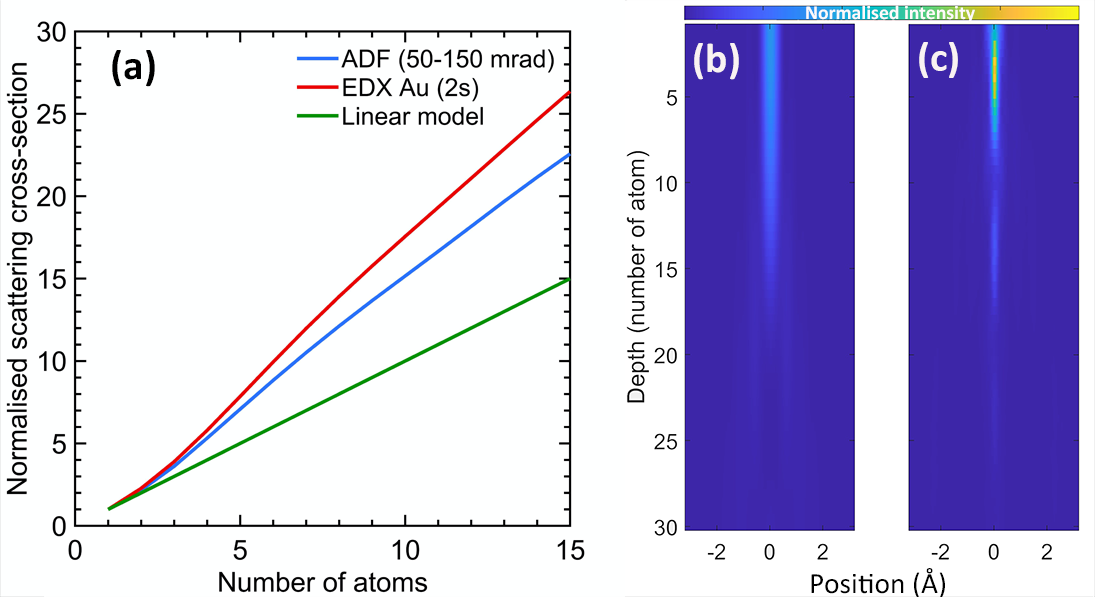 (a)
ADF (50-150 mrad)
EDX Au (2s)
Linear model
Normalised scattering cross-section
30
25
20
15
10
5
0
0 5 10 15
Number of atoms
Normalised intensity
(b) (c)
Depth (number of atom)
5
10
15
20
25
30
-2 0 2 -2 0 2
Position (Å)